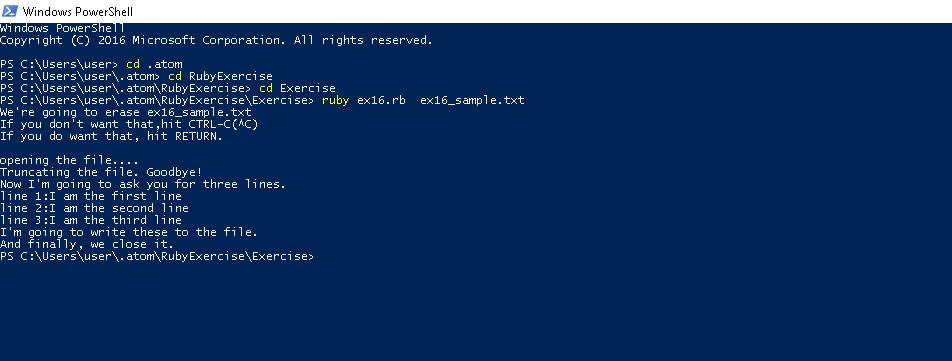 Windows PowerShell
Windows PowerShell
Copyright (C) 2016 Microsoft Corporation. All rights reserved.
PS C:\Users\user> cd .atom
PS C:\Users\user\.atom> cd RubyExercise
PS C:\Users\user\.atom\RubyExercise> cd Exercise
PS C:\Users\user\.atom\RubyExercise\Exercise> ruby ex16.rb  ex16_sample.txt
We're going to erase ex16_sample.txt
If you don't want that,hit CTRL-C(^C)
If you do want that, hit RETURN.
opening the file....
Truncating the file. Goodbye!
Now I'm going to ask you for three lines.
line 1:I am the first line
line 2:I am the second line
line 3:I am the third line
I'm going to write these to the file.
And finally, we close it.
PS C:\Users\user\.atom\RubyExercise\Exercise>